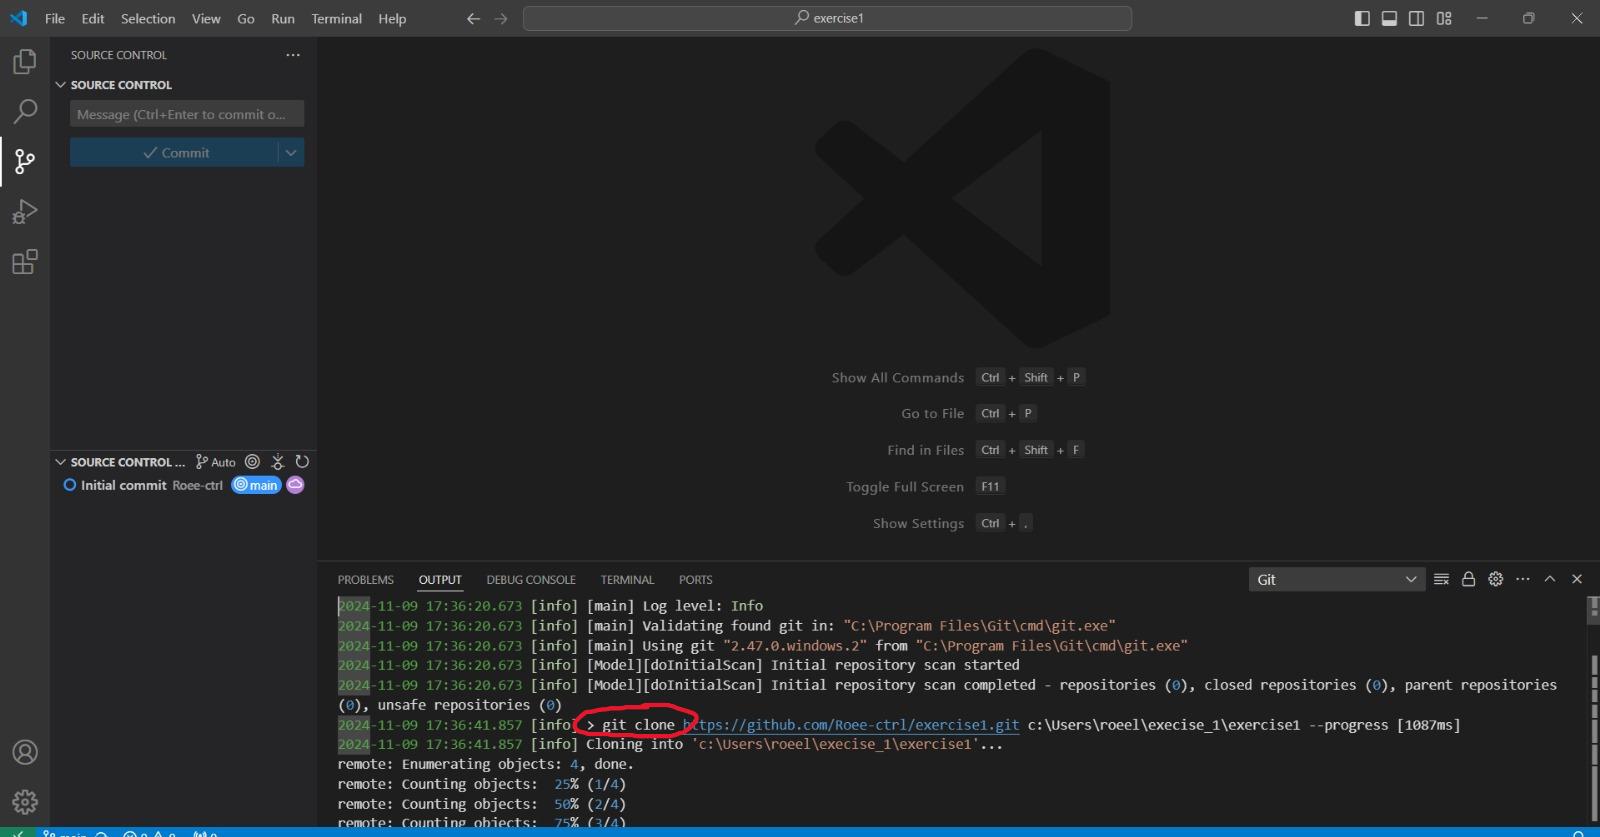 File Edit Selection View Go Run Terminal Help
exercise1
SOURCE CONTROL
SOURCE CONTROL
Message (Ctrl+Enter to commit o...
Commit
Show All Commands Ctrl + Shift + P
Go to File Ctrl + P
Find in Files Ctrl + Shift + F
Toggle Full Screen F11
Show Settings Ctrl + .
SOURCE CONTROL ... Auto
Initial commit Roee-ctrl main
PROBLEMS OUTPUT DEBUG CONSOLE TERMINAL PORTS
Git
2024-11-09 17:36:20.673 [info] [main] Log level: Info
2024-11-09 17:36:20.673 [info] [main] Validating found git in: "C:\Program Files\Git\cmd\git.exe"
2024-11-09 17:36:20.673 [info] [main] Using git "2.47.0.windows.2" from "C:\Program Files\Git\cmd\git.exe"
2024-11-09 17:36:20.673 [info] [Model][doInitialScan] Initial repository scan started
2024-11-09 17:36:20.673 [info] [Model][doInitialScan] Initial repository scan completed - repositories (0), closed repositories (0), parent repositories
(0), unsafe repositories (0)
2024-11-09 17:36:41.857 [info] > git clone https://github.com/Roee-ctrl/exercise1.git c:\Users\roeel\execise_1\exercise1 --progress [1087ms]
2024-11-09 17:36:41.857 [info] Cloning into 'c:\Users\roeel\execise_1\exercise1'...
remote: Enumerating objects: 4, done.
remote: Counting objects: 25% (1/4)
remote: Counting objects: 50% (2/4)
remote: Counting objects: 75% (3/4)
main